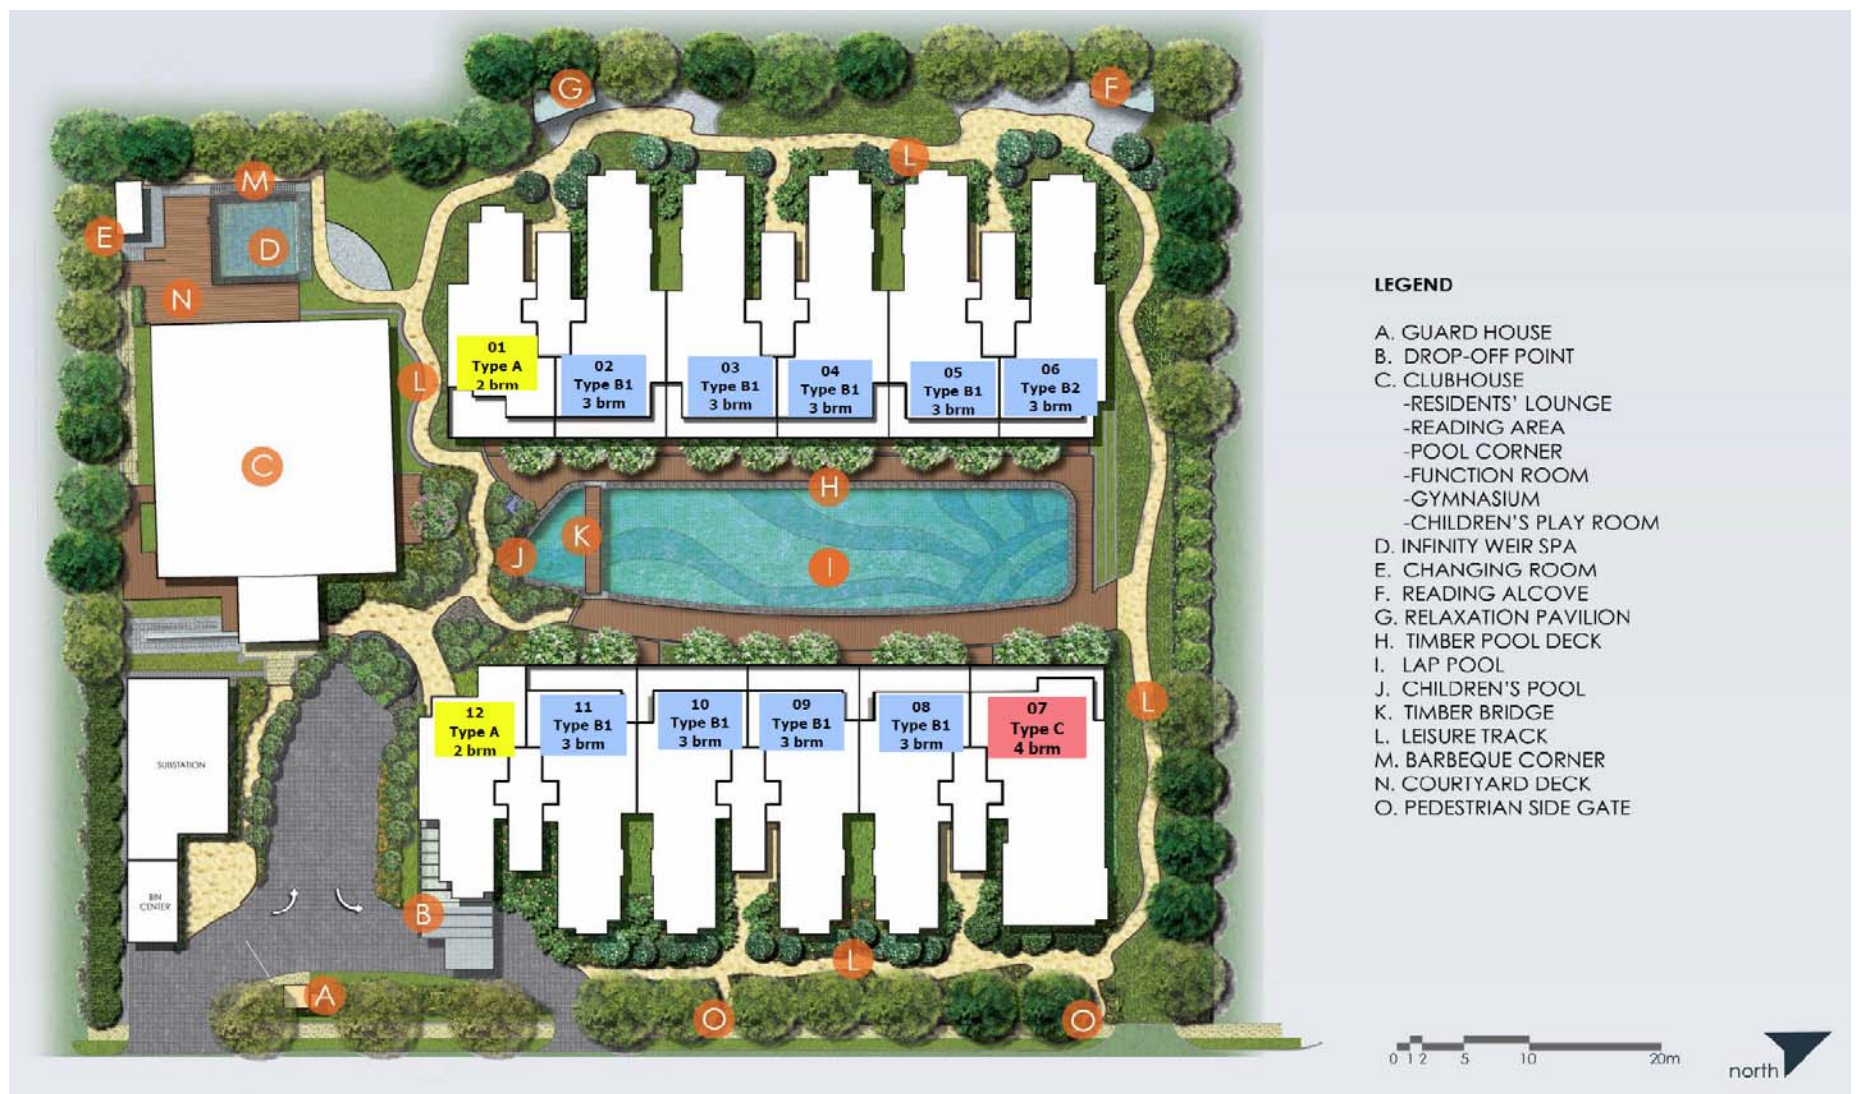 G
F
M
L
E
D
N
01
Type A
2 brm
02
Type B1
3 brm
03
Type B1
3 brm
04
Type B1
3 brm
05
Type B1
3 brm
06
Type B2
3 brm
L
C
H
K
J
I
12
Type A
2 brm
11
Type B1
3 brm
10
Type B1
3 brm
09
Type B1
3 brm
08
Type B1
3 brm
07
Type C
4 brm
L
SUBSTATION
BIN
CENTER
B
L
A
O
O
LEGEND
A. GUARD HOUSE
B. DROP-OFF POINT
C. CLUBHOUSE
-RESIDENTS' LOUNGE
-READING AREA
-POOL CORNER
-FUNCTION ROOM
-GYMNASIUM
-CHILDREN'S PLAY ROOM
D. INFINITY WEIR SPA
E. CHANGING ROOM
F. READING ALCOVE
G. RELAXATION PAVILION
H. TIMBER POOL DECK
I. LAP POOL
J. CHILDREN'S POOL
K. TIMBER BRIDGE
L. LEISURE TRACK
M. BARBEQUE CORNER
N. COURTYARD DECK
O. PEDESTRIAN SIDE GATE
0 1 2 5 10 20m
north